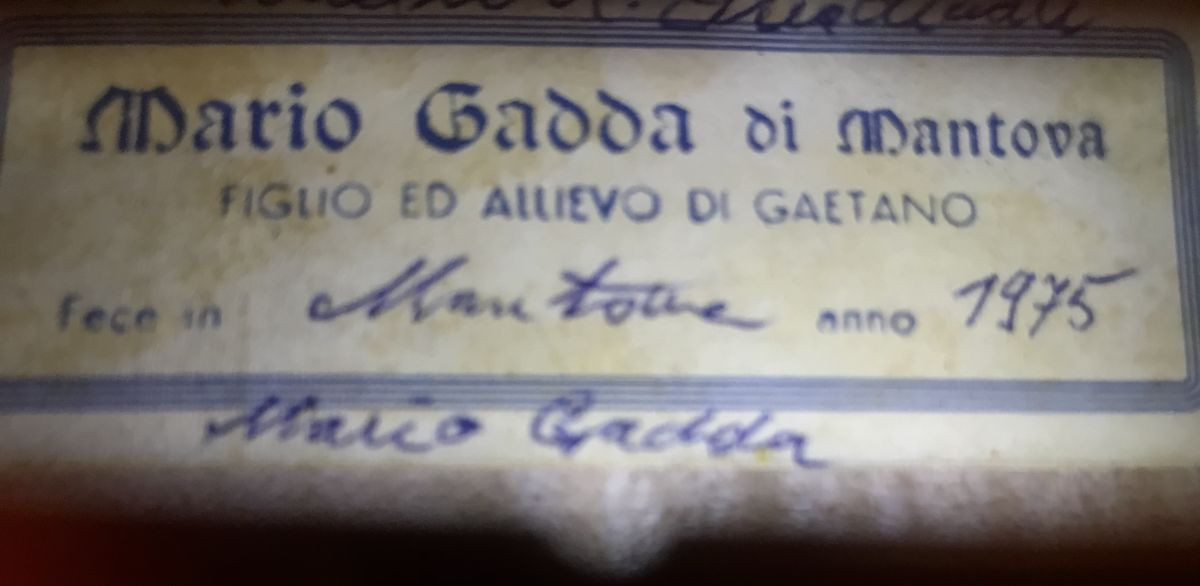 Mario Gadda di Mantova
FIGLIO ED ALLIEVO DI GAETANO
Fece in Mantova anno 1975
Mario Gadda